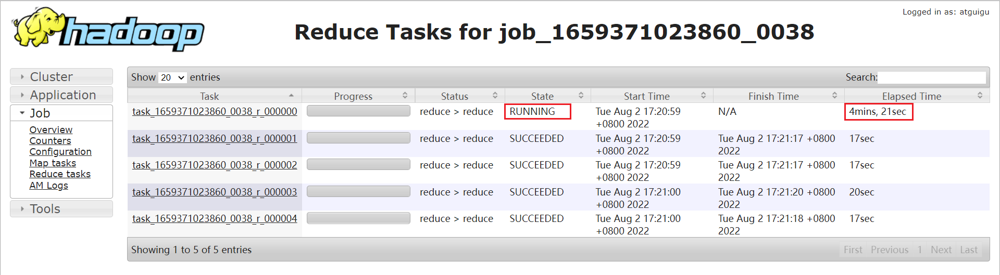 Logged in as: atguigu
hadoop
Reduce Tasks for job_1659371023860_0038
Cluster
Application
Job
Overview
Counters
Configuration
Map tasks
Reduce tasks
AM Logs
Tools
Show 20 entries Search:
Task Progress Status State Start Time Finish Time Elapsed Time
task_1659371023860_0038_r_000000 reduce > reduce RUNNING Tue Aug 2 17:20:59 N/A 4mins, 21sec
+0800 2022
task_1659371023860_0038_r_000001 reduce > reduce SUCCEEDED Tue Aug 2 17:20:59 Tue Aug 2 17:21:17 +0800 17sec
+0800 2022 2022
task_1659371023860_0038_r_000002 reduce > reduce SUCCEEDED Tue Aug 2 17:20:59 Tue Aug 2 17:21:17 +0800 17sec
+0800 2022 2022
task_1659371023860_0038_r_000003 reduce > reduce SUCCEEDED Tue Aug 2 17:21:00 Tue Aug 2 17:21:20 +0800 20sec
+0800 2022 2022
task_1659371023860_0038_r_000004 reduce > reduce SUCCEEDED Tue Aug 2 17:21:00 Tue Aug 2 17:21:18 +0800 17sec
+0800 2022 2022
Showing 1 to 5 of 5 entries First Previous 1 Next Last